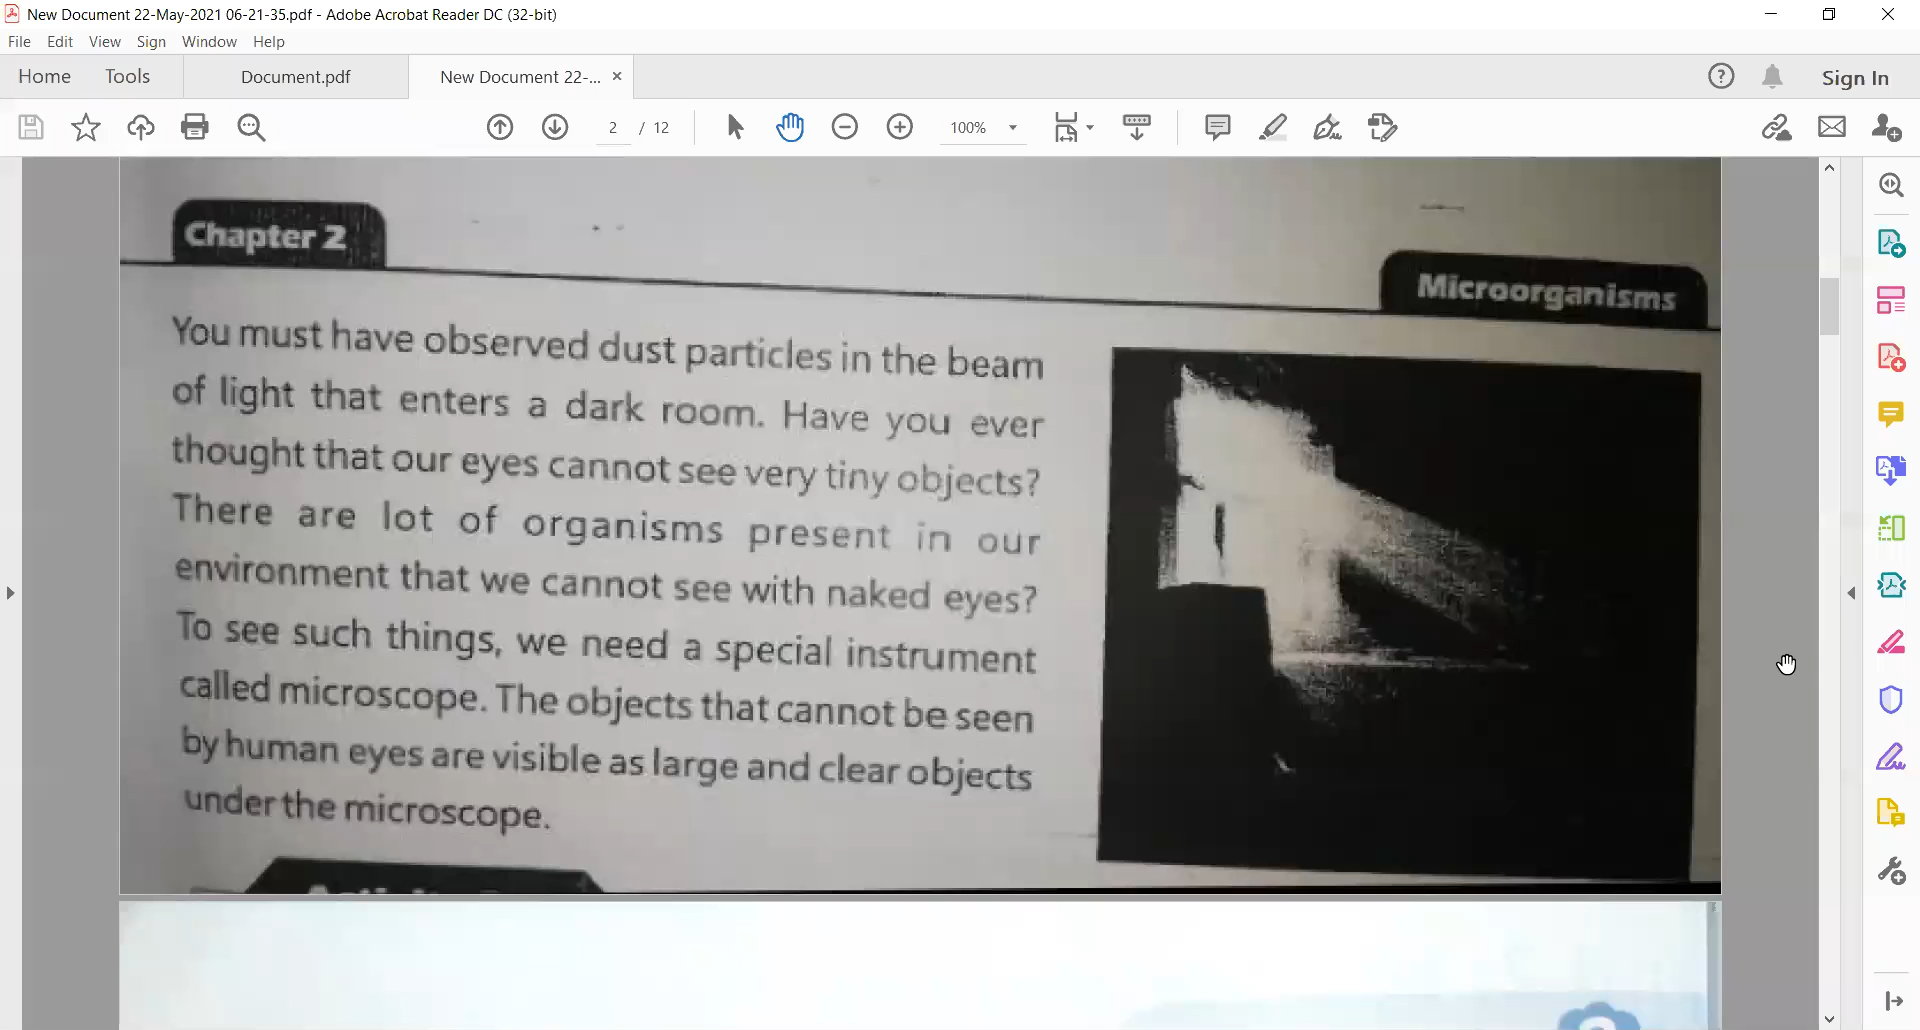 New Document 22-May-2021 06-21-35.pdf - Adobe Acrobat Reader DC (32-bit)
File Edit View Sign Window Help
Home Tools Document.pdf New Document 22-... × Sign In
2 / 12 100%
Chapter 2
Microorganisms
You must have observed dust particles in the beam
of light that enters a dark room. Have you ever
thought that our eyes cannot see very tiny objects?
There are lot of organisms present in our
environment that we cannot see with naked eyes?
To see such things, we need a special instrument
called microscope. The objects that cannot be seen
by human eyes are visible as large and clear objects
under the microscope.